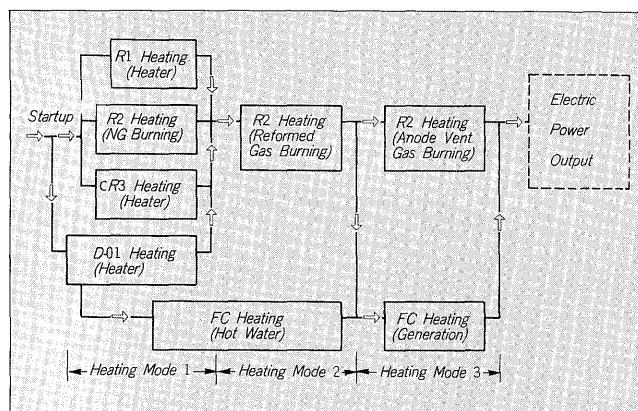 R1 Heating
(Heater)
Startup
R2 Heating
(NG Burning)
CR3 Heating
(Heater)
D-01 Heating
(Heater)
R2 Heating
(Reformed
Gas Burning)
R2 Heating
(Anode Vent
Gas Burning)
Electric
Power
Output
FC Heating
(Hot Water)
FC Heating
(Generation)
Heating Mode 1
Heating Mode 2
Heating Mode 3